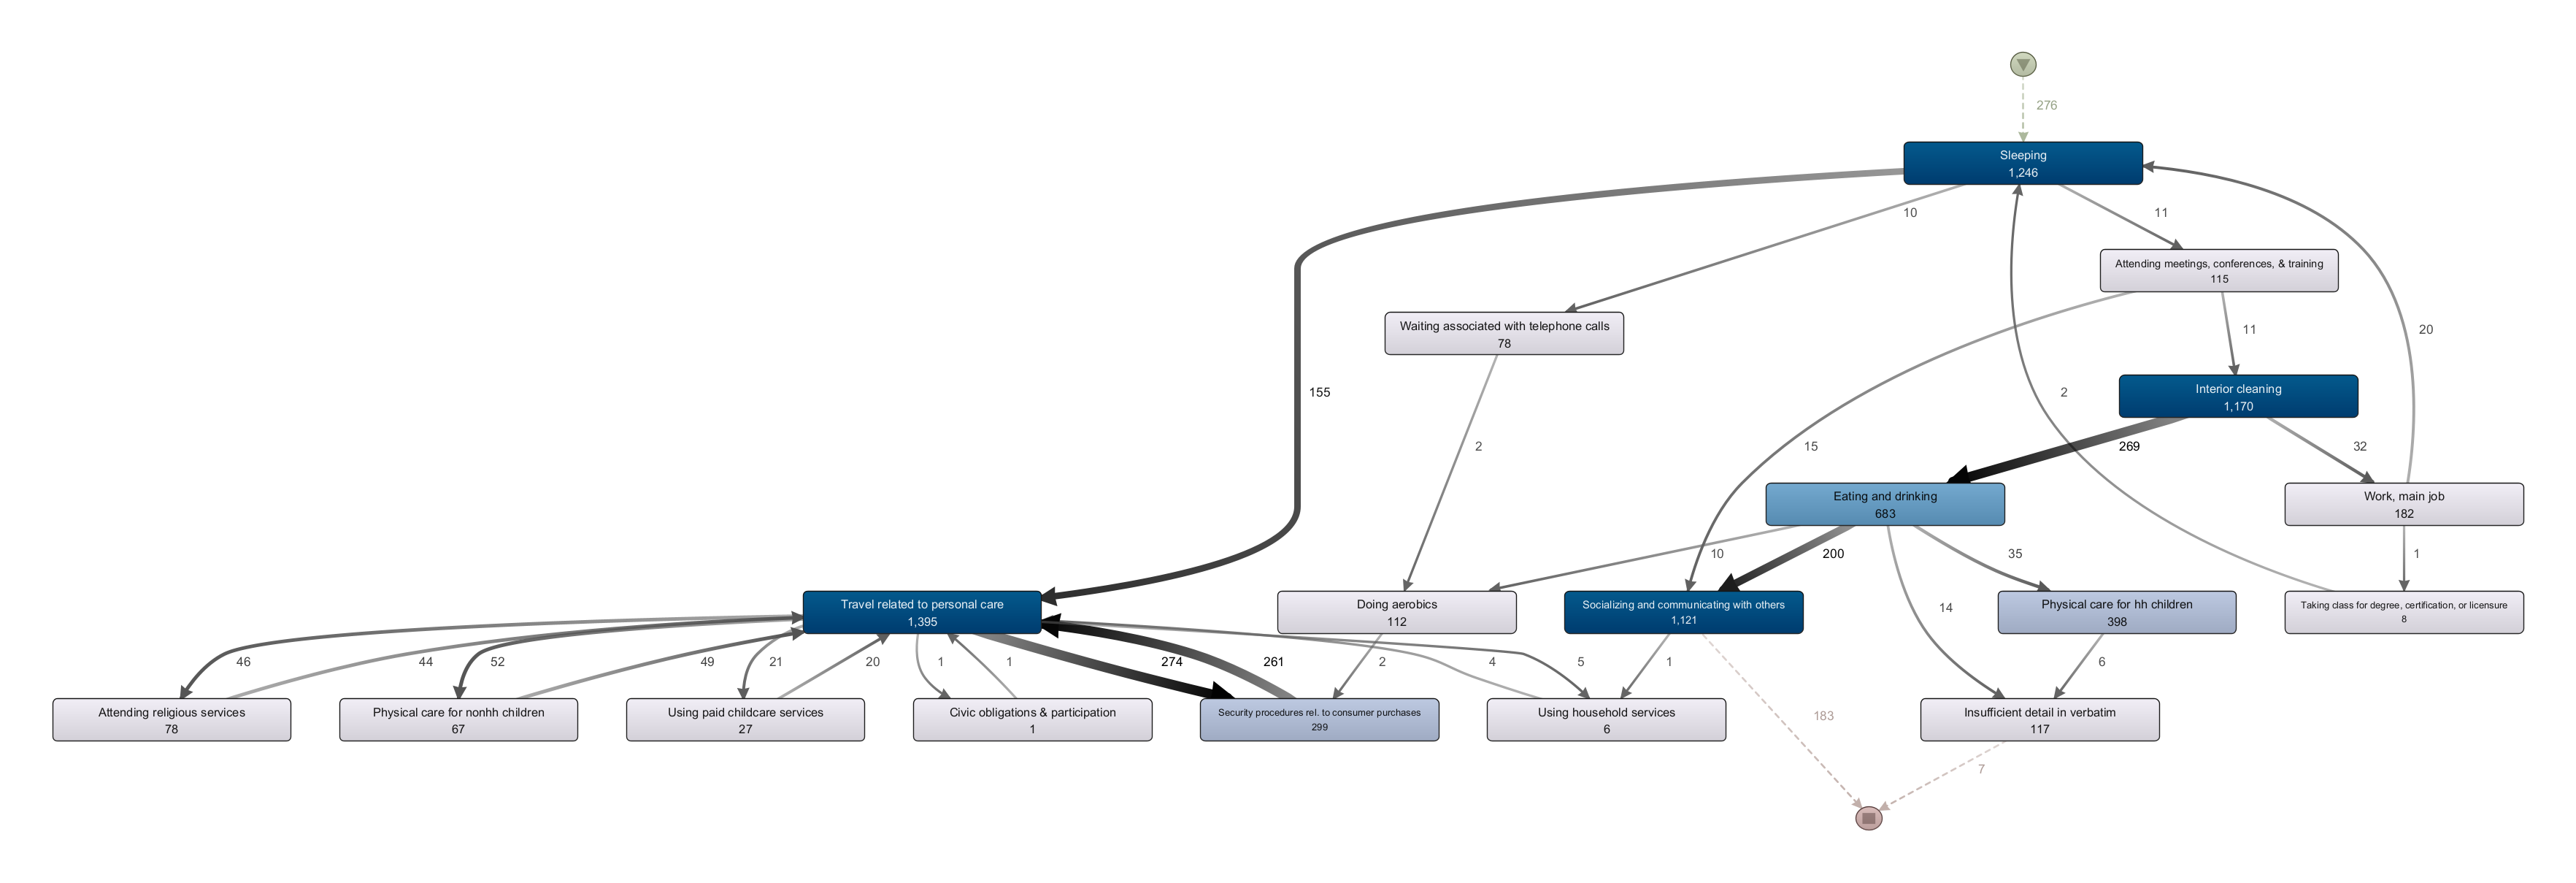 276
Sleeping
1,246
10
11
Attending meetings, conferences, & training
115
Waiting associated with telephone calls
78
11
20
155
2
Interior cleaning
1,170
2
15
269
32
Eating and drinking
683
Work, main job
182
10
200
35
1
Travel related to personal care
1,395
Doing aerobics
112
Socializing and communicating with others
1,121
14
Physical care for hh children
398
Taking class for degree, certification, or licensure
8
46
44
52
49
21
20
1
1
274
261
2
4
5
1
6
Attending religious services
78
Physical care for nonhh children
67
Using paid childcare services
27
Civic obligations & participation
1
Security procedures rel. to consumer purchases
299
Using household services
6
183
Insufficient detail in verbatim
117
7